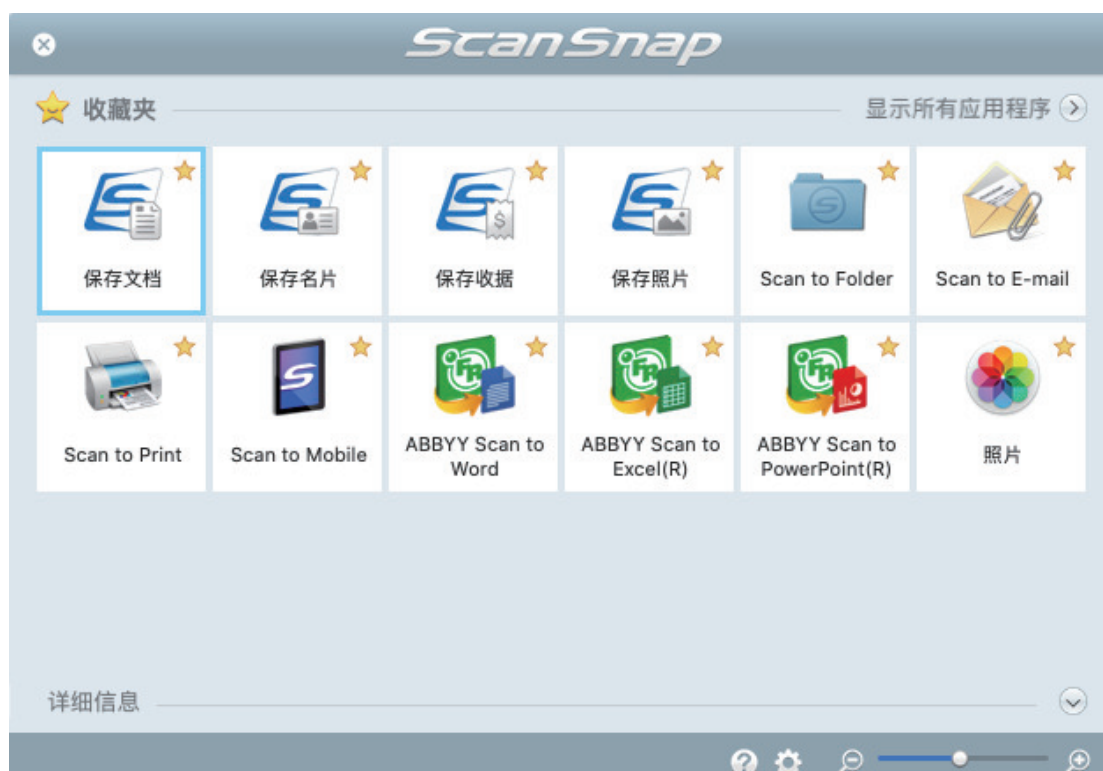 ScanSnap
收藏夹
显示所有应用程序
保存文档
保存名片
保存收据
保存照片
Scan to Folder
Scan to E-mail
Scan to Print
Scan to Mobile
ABBYY Scan to
Word
ABBYY Scan to
Excel(R)
ABBYY Scan to
PowerPoint(R)
照片
详细信息